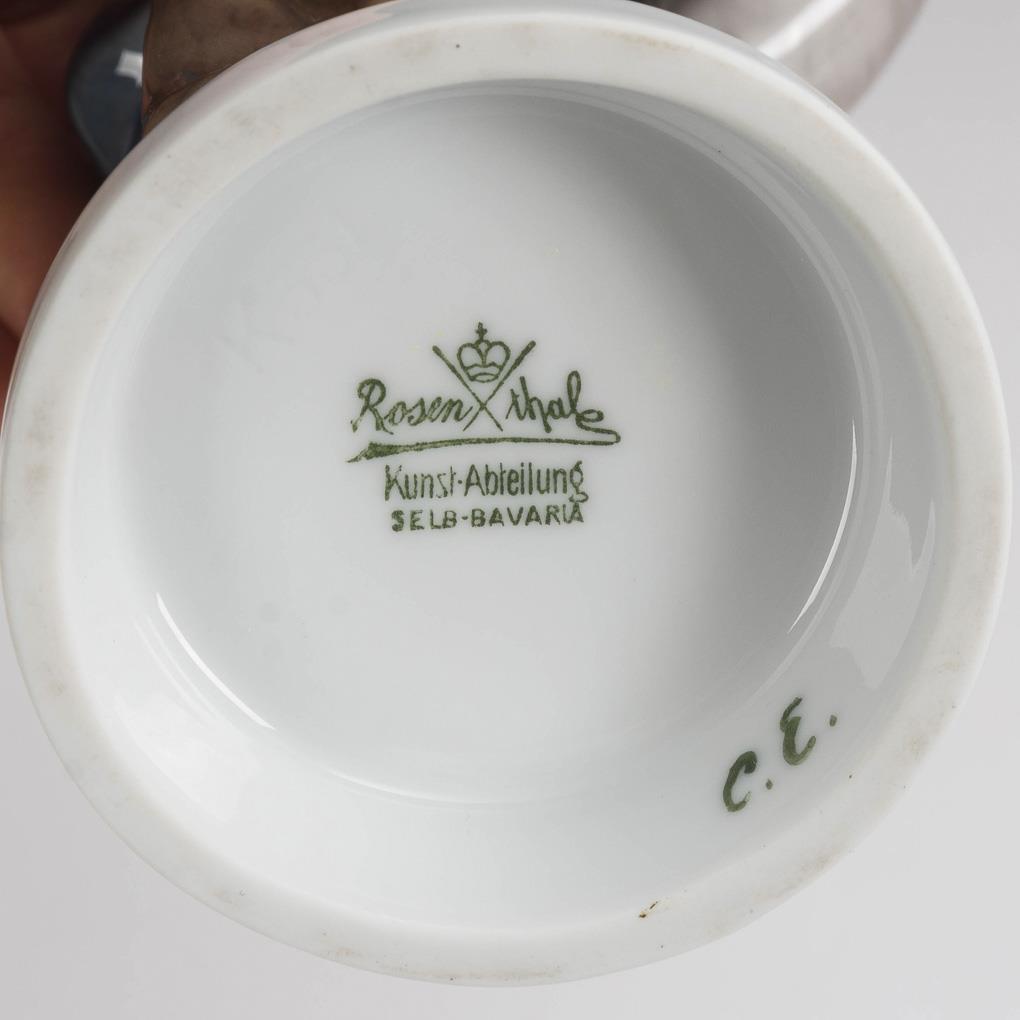 Rosenthal
Kunst-Abteilung
SELB-BAVARIA
C.E.